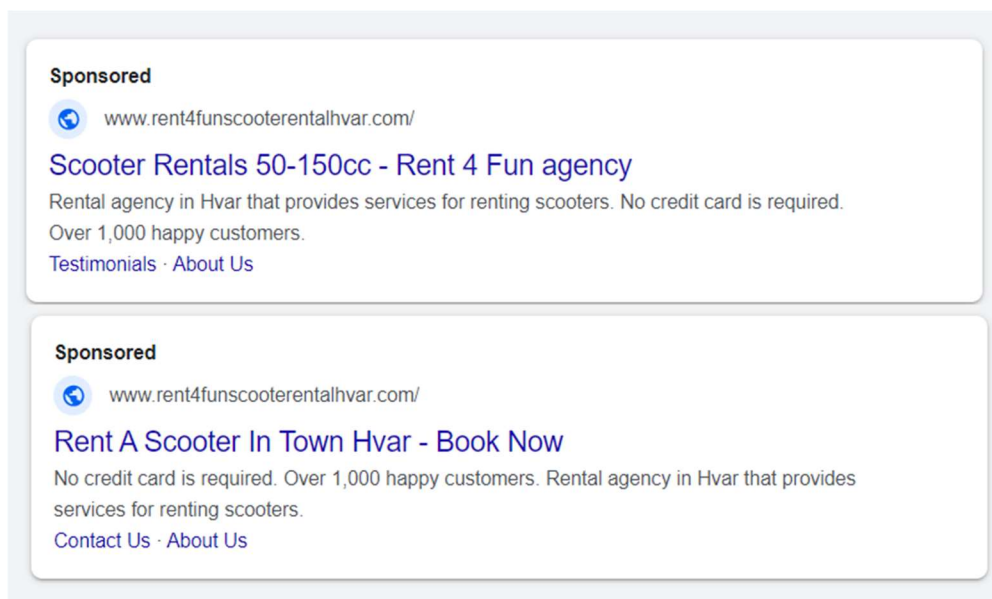 Sponsored
www.rent4funscooterentalhvar.com/
Scooter Rentals 50-150cc - Rent 4 Fun agency
Rental agency in Hvar that provides services for renting scooters. No credit card is required.
Over 1,000 happy customers.
Testimonials · About Us
Sponsored
www.rent4funscooterentalhvar.com/
Rent A Scooter In Town Hvar - Book Now
No credit card is required. Over 1,000 happy customers. Rental agency in Hvar that provides
services for renting scooters.
Contact Us · About Us